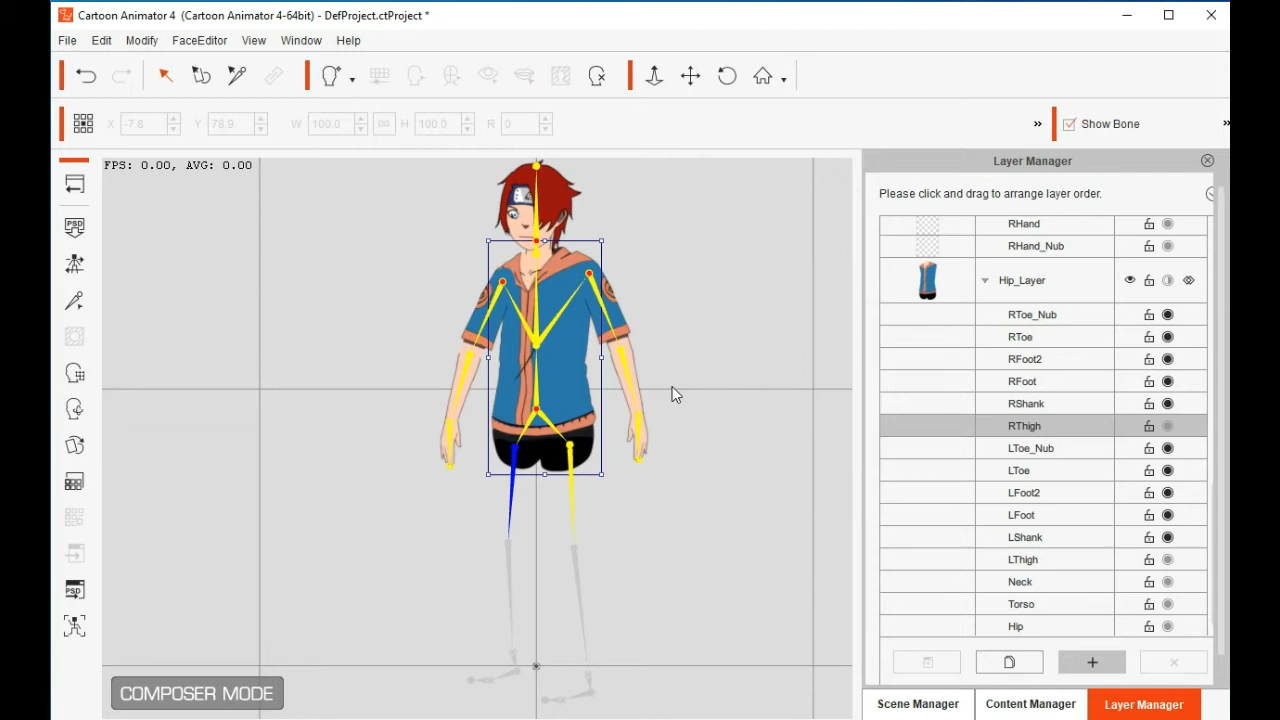 Cartoon Animator 4 (Cartoon Animator 4-64bit) - DefProject.ctProject *
File Edit Modify FaceEditor View Window Help
X -7.8 Y 78.9 W 100.0 H 100.0 R 0 » Show Bone »
FPS: 0.00, AVG: 0.00
Layer Manager
Please click and drag to arrange layer order.
RHand
RHand_Nub
Hip_Layer
RToe_Nub
RToe
RFoot2
RFoot
RShank
RThigh
LToe_Nub
LToe
LFoot2
LFoot
LShank
LThigh
Neck
Torso
Hip
PSD
PSD
COMPOSER MODE
Scene Manager Content Manager Layer Manager